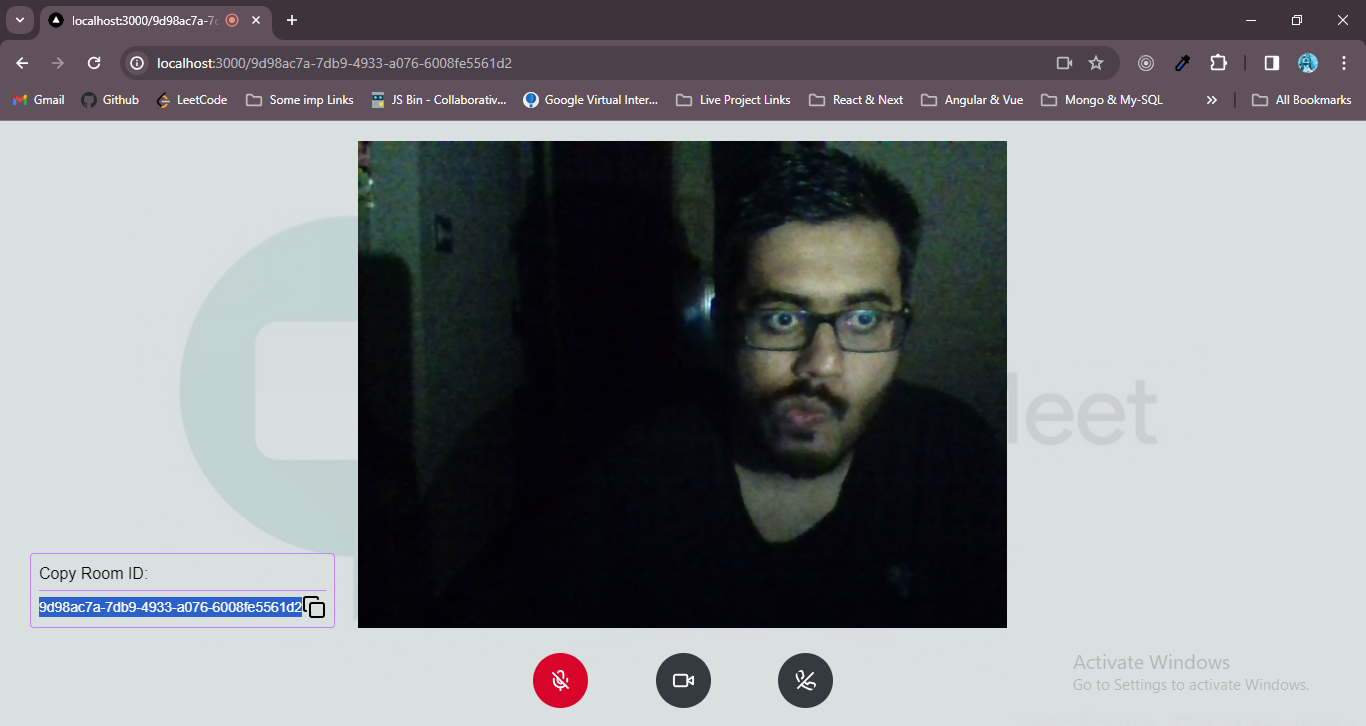 localhost:3000/9d98ac7a-7d
localhost:3000/9d98ac7a-7db9-4933-a076-6008fe5561d2
Gmail Github LeetCode Some imp Links JS Bin - Collaborativ... Google Virtual Inter... Live Project Links React & Next Angular & Vue Mongo & My-SQL » All Bookmarks
eet
Copy Room ID:
9d98ac7a-7db9-4933-a076-6008fe5561d2
Activate Windows
Go to Settings to activate Windows.